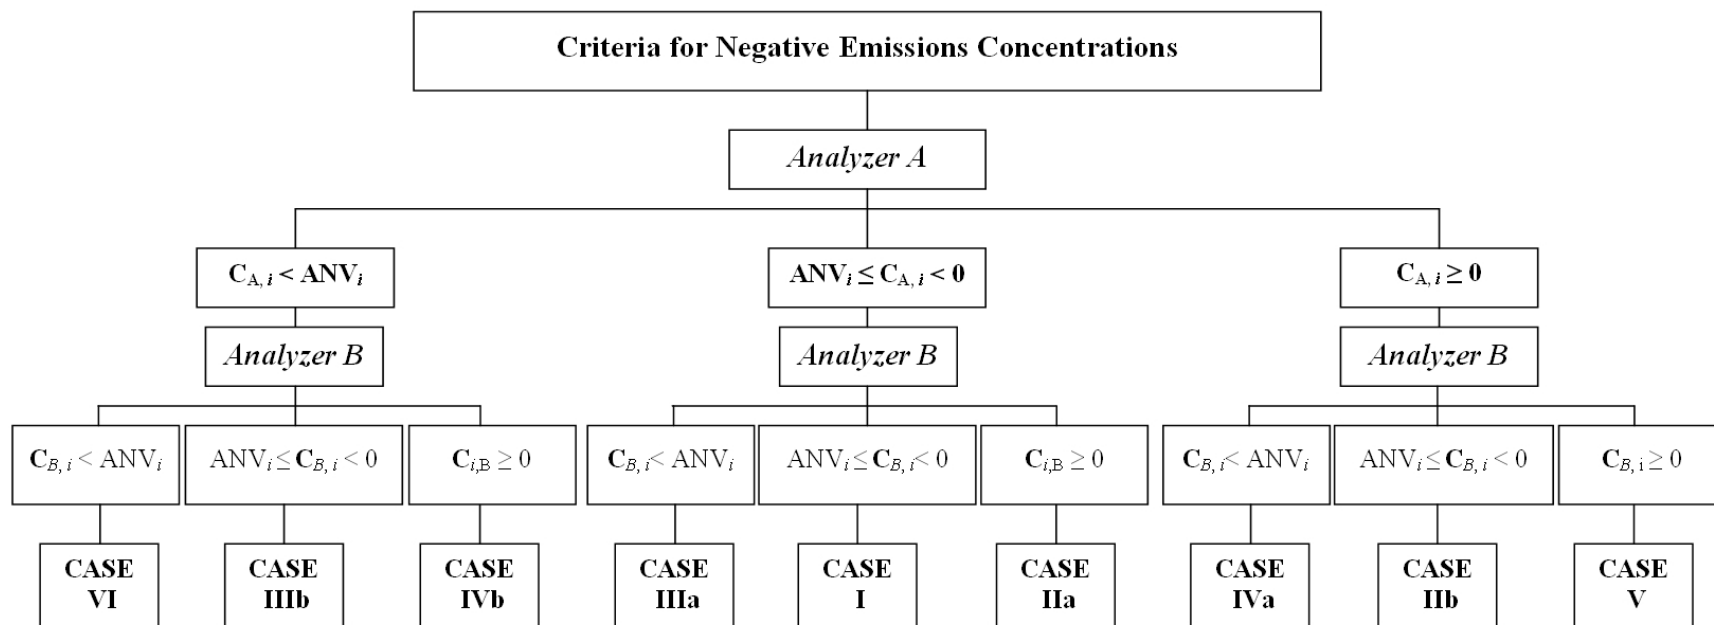 Criteria for Negative Emissions Concentrations
Analyzer A
C_A, i < ANV_i
ANV_i ≤ C_A, i < 0
C_A, i ≥ 0
Analyzer B
Analyzer B
Analyzer B
C_B, i < ANV_i
ANV_i ≤ C_B, i < 0
C_i,B ≥ 0
C_B, i < ANV_i
ANV_i ≤ C_B, i < 0
C_i,B ≥ 0
C_B, i < ANV_i
ANV_i ≤ C_B, i < 0
C_B, i ≥ 0
CASE
VI
CASE
IIIb
CASE
IVb
CASE
IIIa
CASE
I
CASE
IIa
CASE
IVa
CASE
IIb
CASE
V